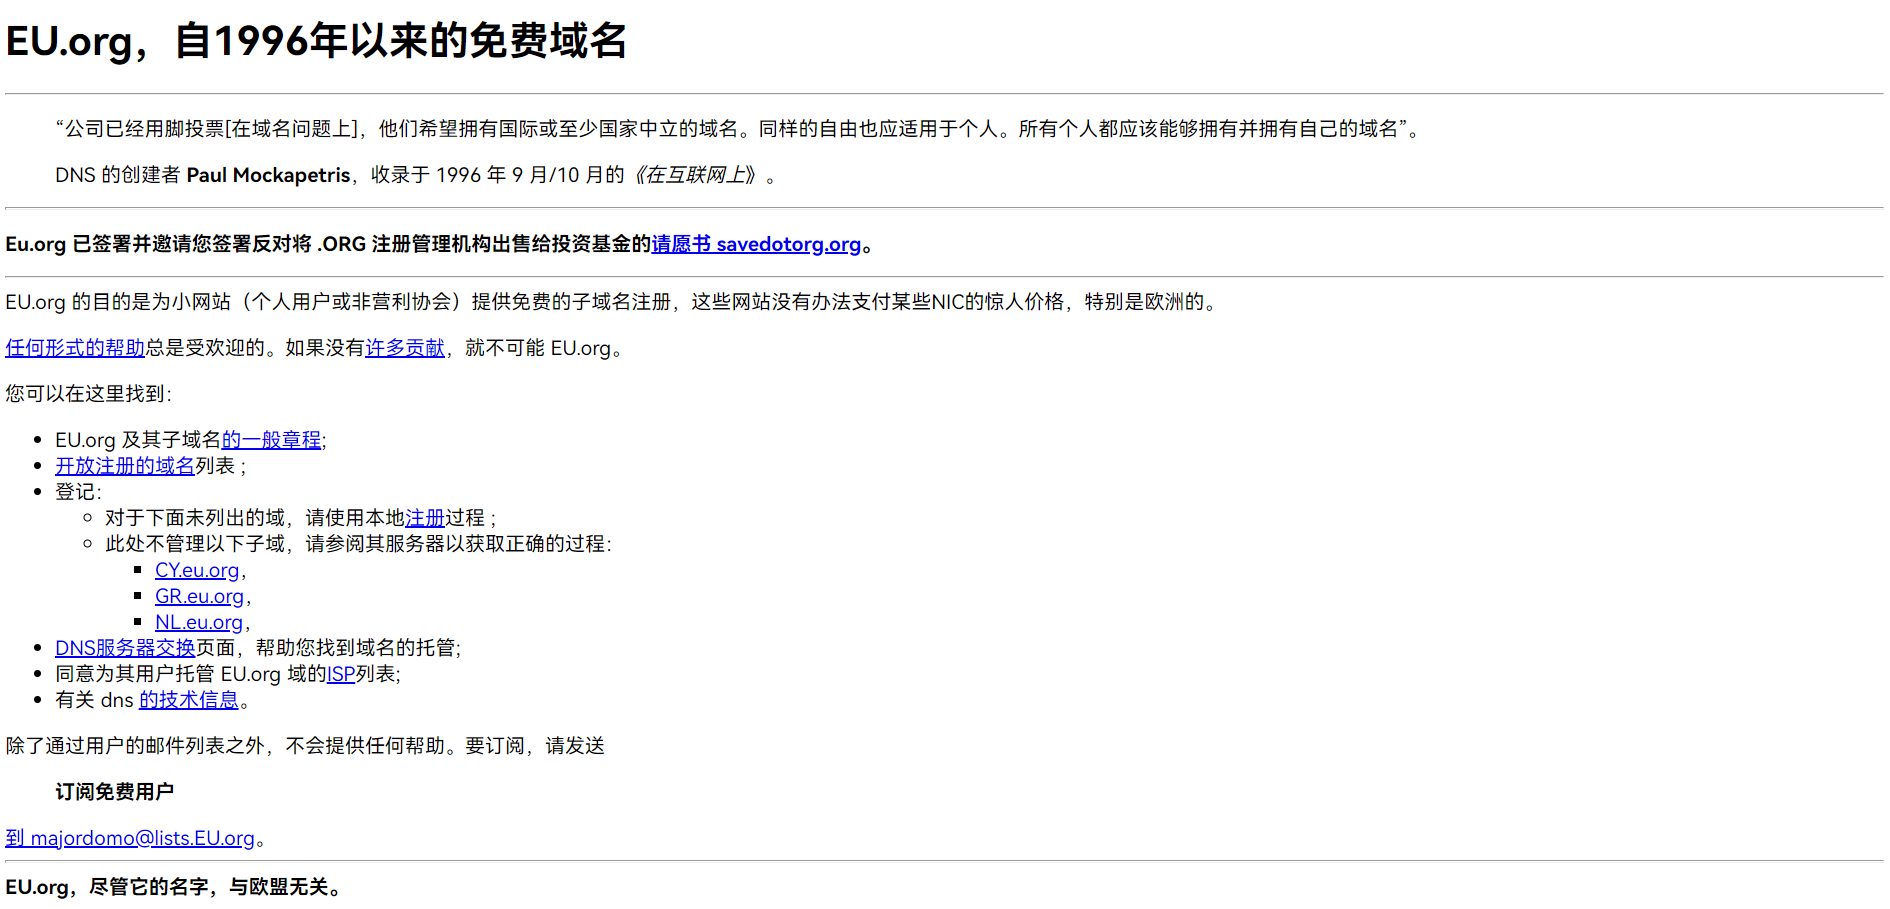 EU.org，自1996年以来的免费域名
“公司已经用脚投票[在域名问题上]，他们希望拥有国际或至少国家中立的域名。同样的自由也应适用于个人。所有个人都应该能够拥有并拥有自己的域名”。
DNS 的创建者 Paul Mockapetris，收录于 1996 年 9 月/10 月的《在互联网上》。
Eu.org 已签署并邀请您签署反对将 .ORG 注册管理机构出售给投资基金的请愿书 savedotorg.org。
EU.org 的目的是为小网站（个人用户或非营利协会）提供免费的子域名注册，这些网站没有办法支付某些NIC的惊人价格，特别是欧洲的。
任何形式的帮助总是受欢迎的。如果没有许多贡献，就不可能 EU.org。
您可以在这里找到：
EU.org 及其子域名的一般章程;
开放注册的域名列表 ;
登记：
对于下面未列出的域，请使用本地注册过程 ;
此处不管理以下子域，请参阅其服务器以获取正确的过程：
CY.eu.org，
GR.eu.org，
NL.eu.org，
DNS服务器交换页面，帮助您找到域名的托管;
同意为其用户托管 EU.org 域的ISP列表;
有关 dns 的技术信息。
除了通过用户的邮件列表之外，不会提供任何帮助。要订阅，请发送
订阅免费用户
到 majordomo@lists.EU.org。
EU.org，尽管它的名字，与欧盟无关。